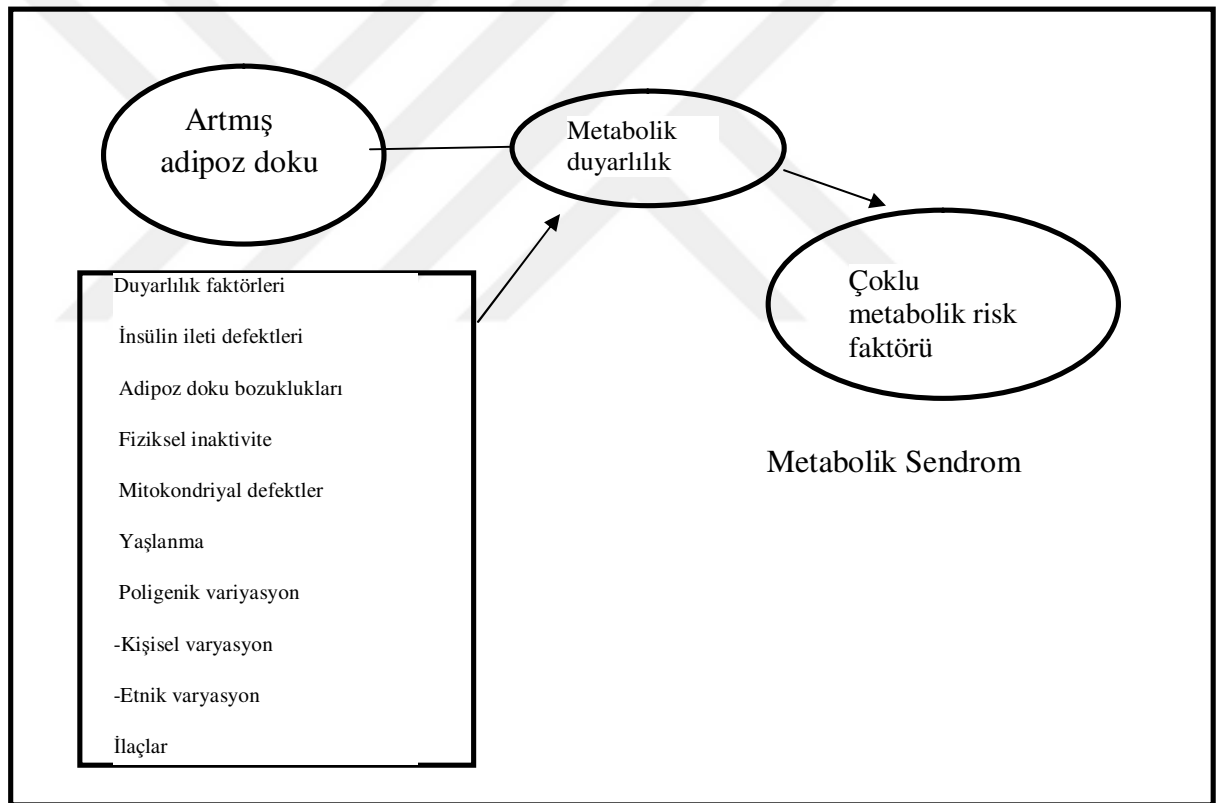 Artmış
adipoz doku
Metabolik
duyarlılık
Çoklu
metabolik risk
faktörü
Metabolik Sendrom
Duyarlılık faktörleri
İnsülin ileti defektleri
Adipoz doku bozuklukları
Fiziksel inaktivite
Mitokondriyal defektler
Yaşlanma
Poligenik variyasyon
-Kişisel varyasyon
-Etnik varyasyon
İlaçlar